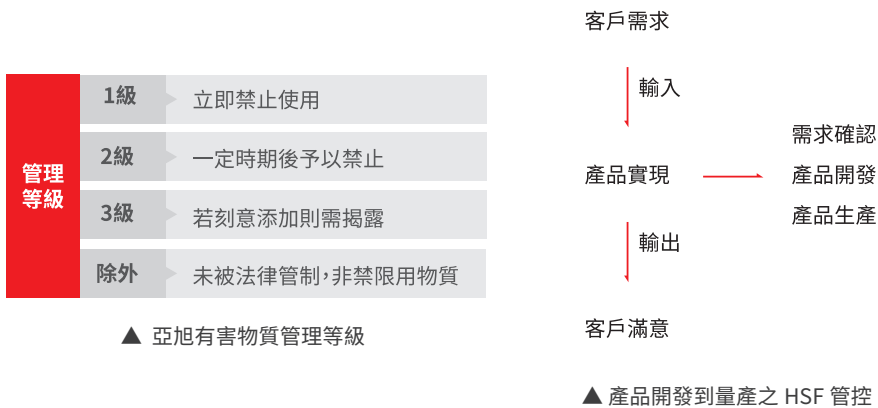 管理
等級
1級
立即禁止使用
2級
一定時期後予以禁止
3級
若刻意添加則需揭露
除外
未被法律管制，非禁限用物質
▲ 亞旭有害物質管理等級
客戶需求
輸入
產品實現
需求確認
產品開發
產品生產
輸出
客戶滿意
▲ 產品開發到量產之 HSF 管控